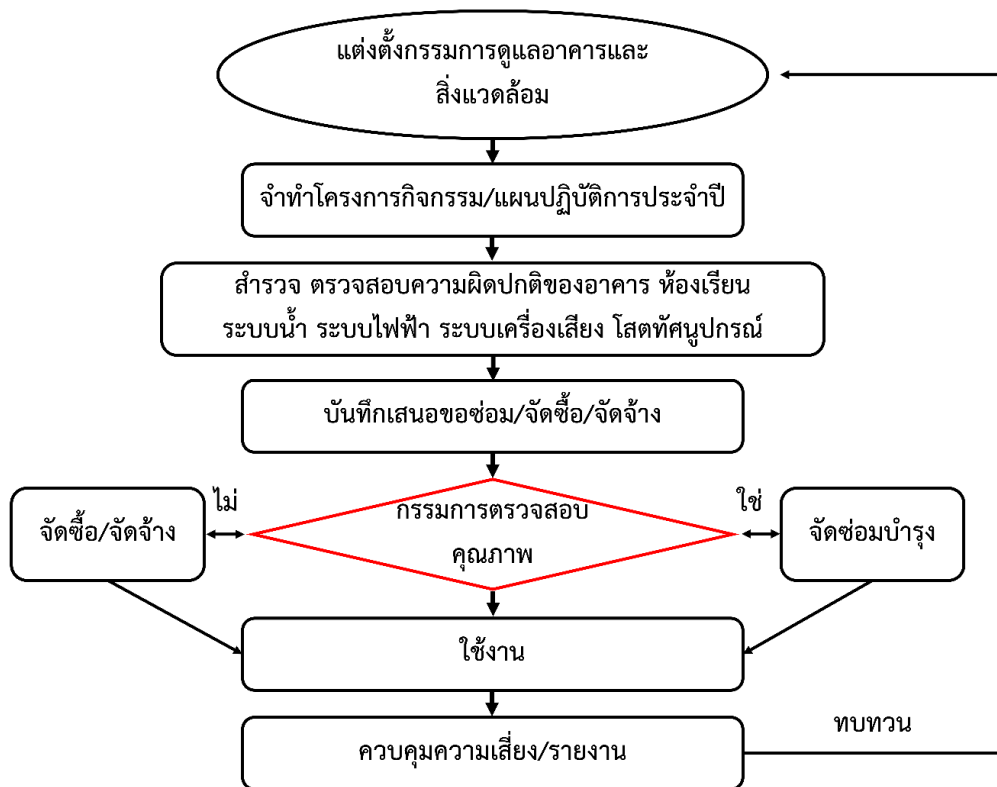 แต่งตั้งกรรมการดูแลอาคารและ
สิ่งแวดล้อม
จำทำโครงการกิจกรรม/แผนปฏิบัติการประจำปี
สำรวจ ตรวจสอบความผิดปกติของอาคาร ห้องเรียน
ระบบน้ำ ระบบไฟฟ้า ระบบเครื่องเสียง โสตทัศนูปกรณ์
บันทึกเสนอขอซ่อม/จัดซื้อ/จัดจ้าง
ไม่
ใช่
จัดซื้อ/จัดจ้าง
กรรมการตรวจสอบ
คุณภาพ
จัดซ่อมบำรุง
ใช้งาน
ทบทวน
ควบคุมความเสี่ยง/รายงาน